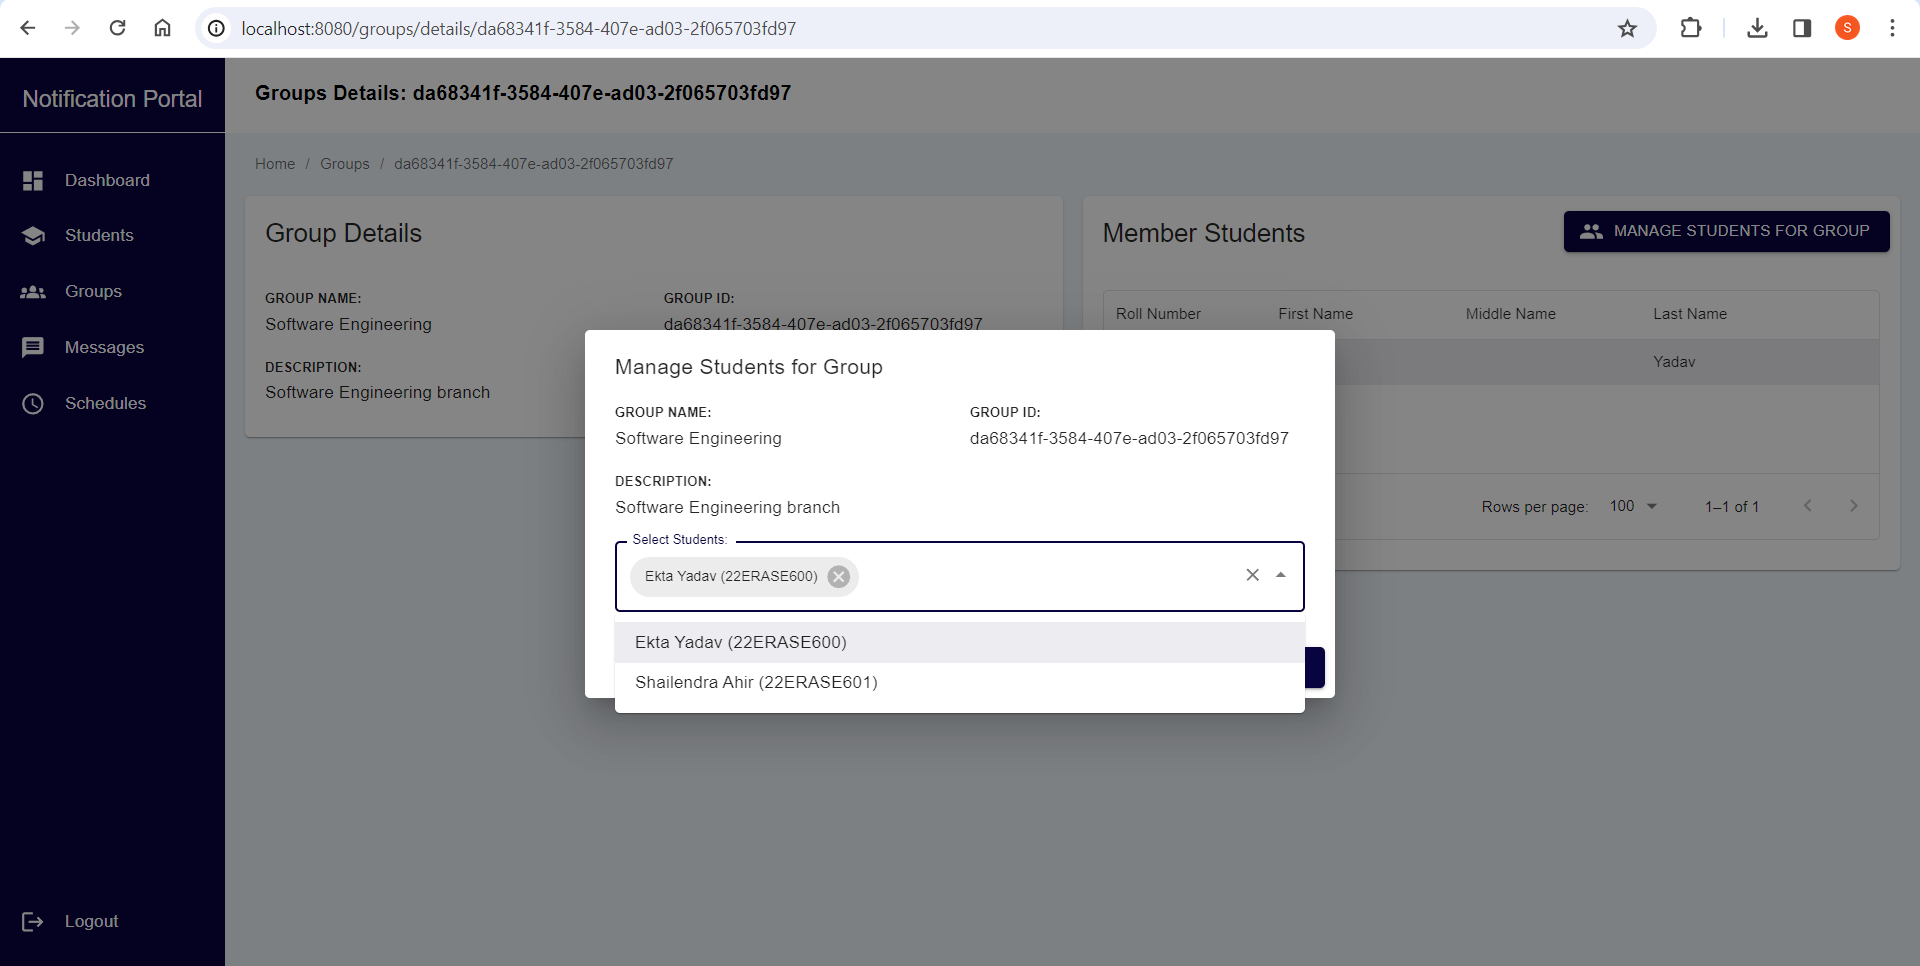 localhost:8080/groups/details/da68341f-3584-407e-ad03-2f065703fd97
S
Notification Portal
Dashboard
Students
Groups
Messages
Schedules
Logout
Groups Details: da68341f-3584-407e-ad03-2f065703fd97
Home / Groups / da68341f-3584-407e-ad03-2f065703fd97
Group Details
GROUP NAME: GROUP ID:
Software Engineering da68341f-3584-407e-ad03-2f065703fd97
DESCRIPTION:
Software Engineering branch
Member Students
MANAGE STUDENTS FOR GROUP
Roll Number First Name Middle Name Last Name
Yadav
Rows per page: 100 1–1 of 1
Manage Students for Group
GROUP NAME: GROUP ID:
Software Engineering da68341f-3584-407e-ad03-2f065703fd97
DESCRIPTION:
Software Engineering branch
Select Students:
Ekta Yadav (22ERASE600)
Ekta Yadav (22ERASE600)
Shailendra Ahir (22ERASE601)